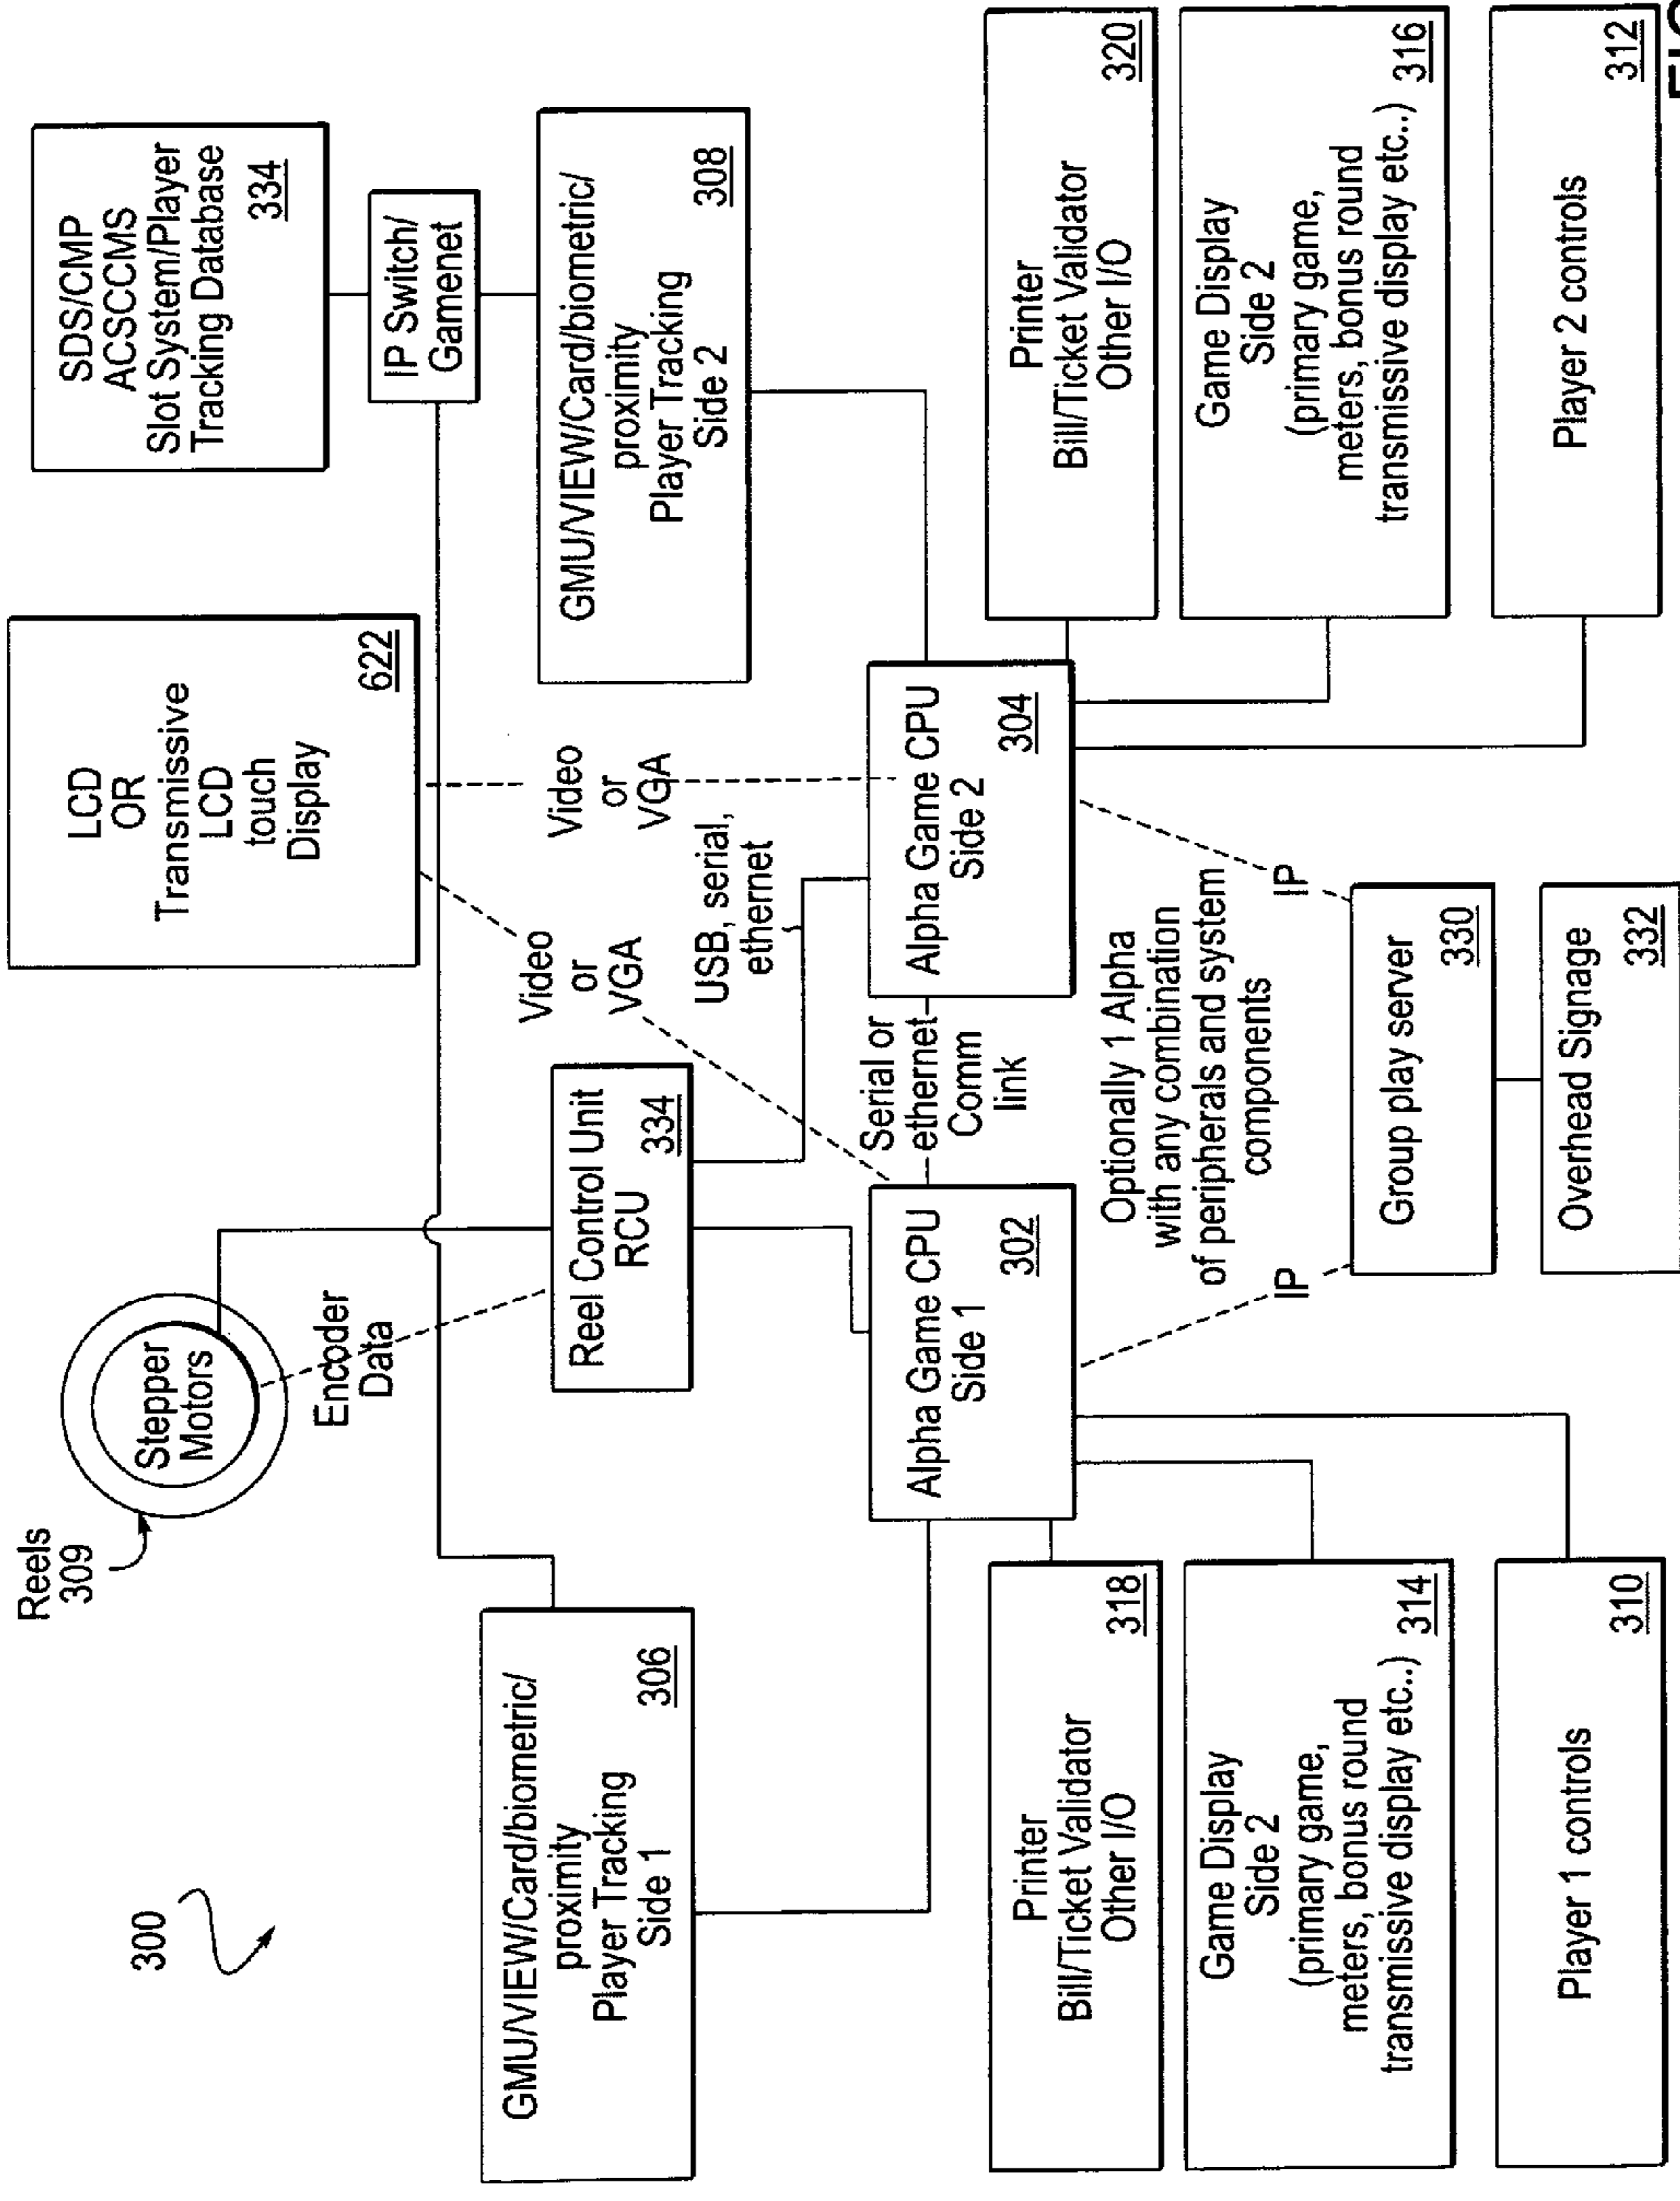 300
Reels
309
Stepper
Motors
Encoder
Data
LCD
OR
Transmissive
LCD
touch
Display
622
SDS/CMP
ACSCCMS
Slot System/Player
Tracking Database
334
IP Switch/
Gamenet
GMU/VIEW/Card/biometric/
proximity
Player Tracking
Side 1
306
Reel Control Unit
RCU
334
Video
or
VGA
Video
or
VGA
USB, serial,
ethernet
GMU/VIEW/Card/biometric/
proximity
Player Tracking
Side 2
308
Alpha Game CPU
Side 1
302
Serial or
ethernet
Comm
link
Alpha Game CPU
Side 2
304
Printer
Bill/Ticket Validator
Other I/O
318
Game Display
Side 2
(primary game,
meters, bonus round
transmissive display etc..)
314
Player 1 controls
310
Optionally 1 Alpha
with any combination
of peripherals and system
components
IP
IP
Group play server
330
Overhead Signage
332
Printer
Bill/Ticket Validator
Other I/O
320
Game Display
Side 2
(primary game,
meters, bonus round
transmissive display etc..)
316
Player 2 controls
312